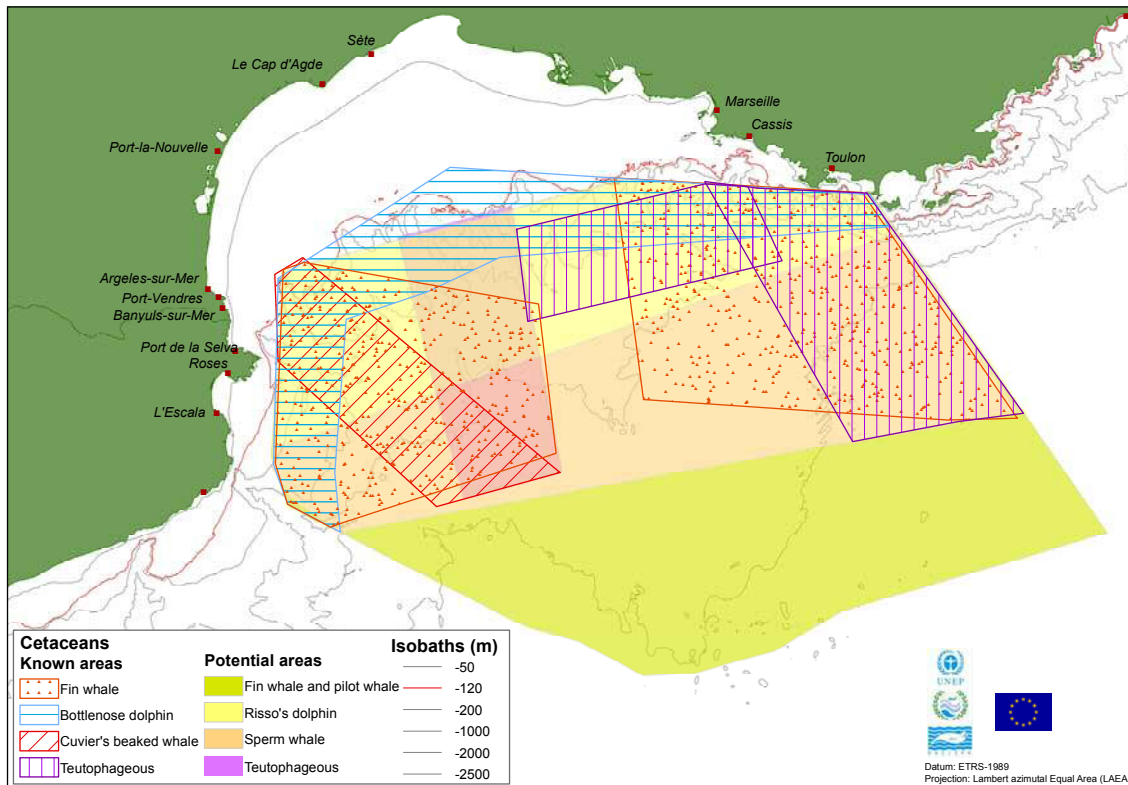 Sète
Le Cap d'Agde
Marseille
Cassis
Port-la-Nouvelle
Toulon
Argeles-sur-Mer
Port-Vendres
Banyuls-sur-Mer
Port de la Selva
Roses
L'Escala
Cetaceans
Known areas
Fin whale
Bottlenose dolphin
Cuvier's beaked whale
Teutophageous
Potential areas
Fin whale and pilot whale
Risso's dolphin
Sperm whale
Teutophageous
Isobaths (m)
-50
-120
-200
-1000
-2000
-2500
UNEP
Datum: ETRS-1989
Projection: Lambert azimutal Equal Area (LAEA